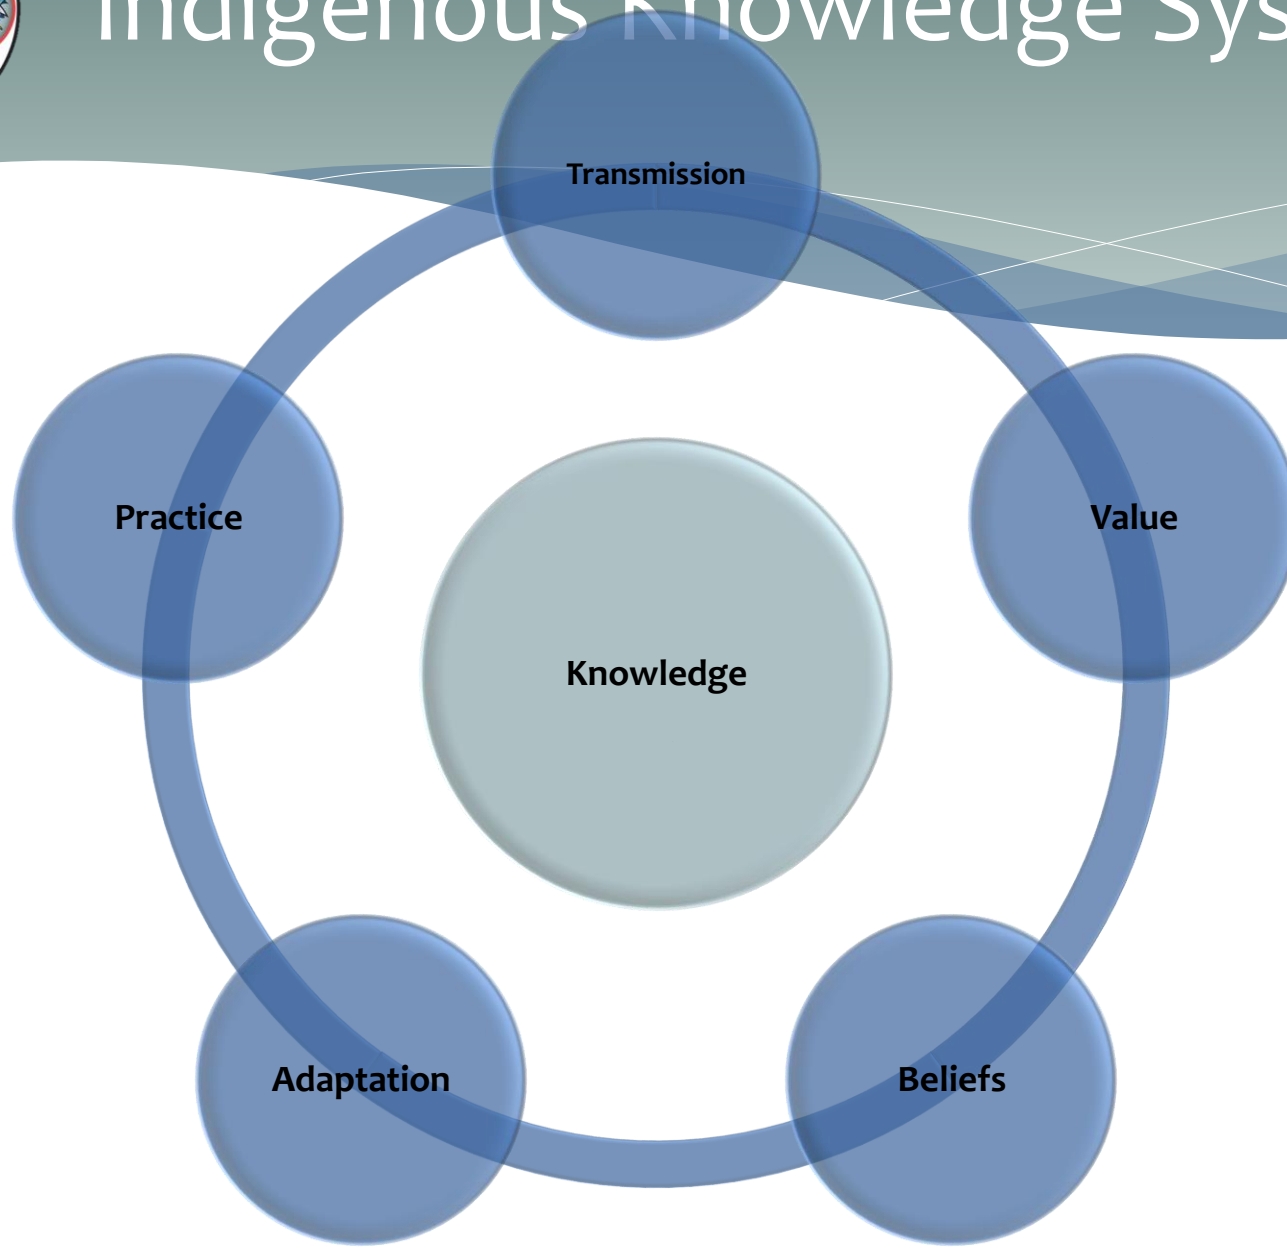 Indigenous Knowledge Sys
Transmission
Practice
Value
Knowledge
Adaptation
Beliefs